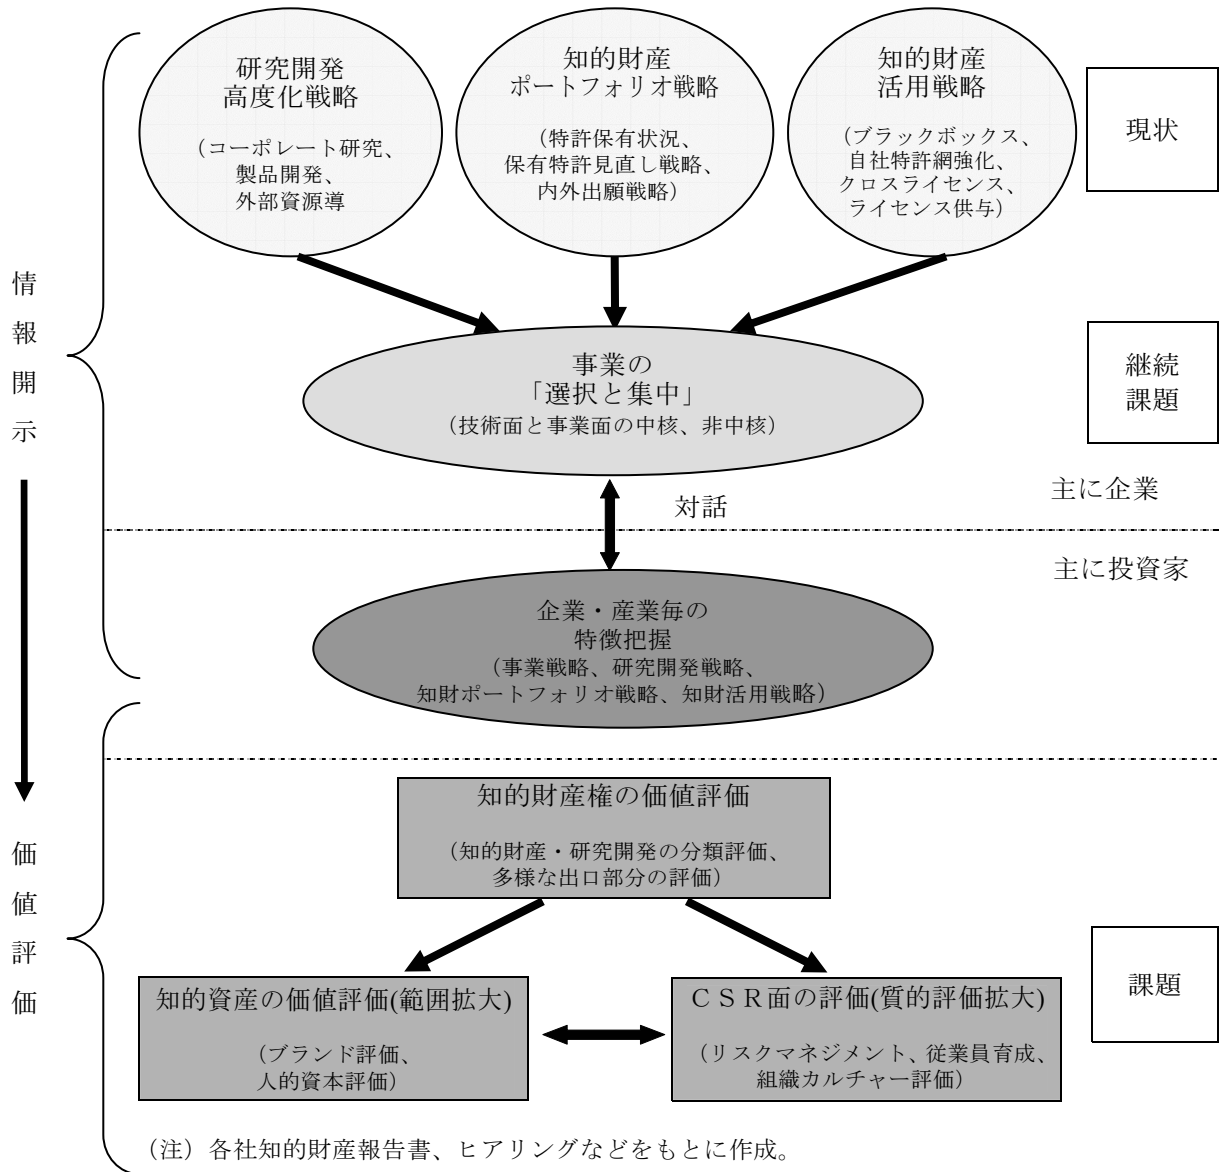 研究開発
高度化戦略
（コーポレート研究、
製品開発、
外部資源導
知的財産
ポートフォリオ戦略
（特許保有状況、
保有特許見直し戦略、
内外出願戦略）
知的財産
活用戦略
（ブラックボックス、
自社特許網強化、
クロスライセンス、
ライセンス供与）
現状
情報開示
事業の
「選択と集中」
（技術面と事業面の中核、非中核）
継続
課題
主に企業
対話
主に投資家
企業・産業毎の
特徴把握
（事業戦略、研究開発戦略、
知財ポートフォリオ戦略、知財活用戦略）
価値評価
知的財産権の価値評価
（知的財産・研究開発の分類評価、
多様な出口部分の評価）
知的資産の価値評価(範囲拡大)
（ブランド評価、
人的資本評価）
ＣＳＲ面の評価(質的評価拡大)
（リスクマネジメント、従業員育成、
組織カルチャー評価）
課題
（注）各社知的財産報告書、ヒアリングなどをもとに作成。